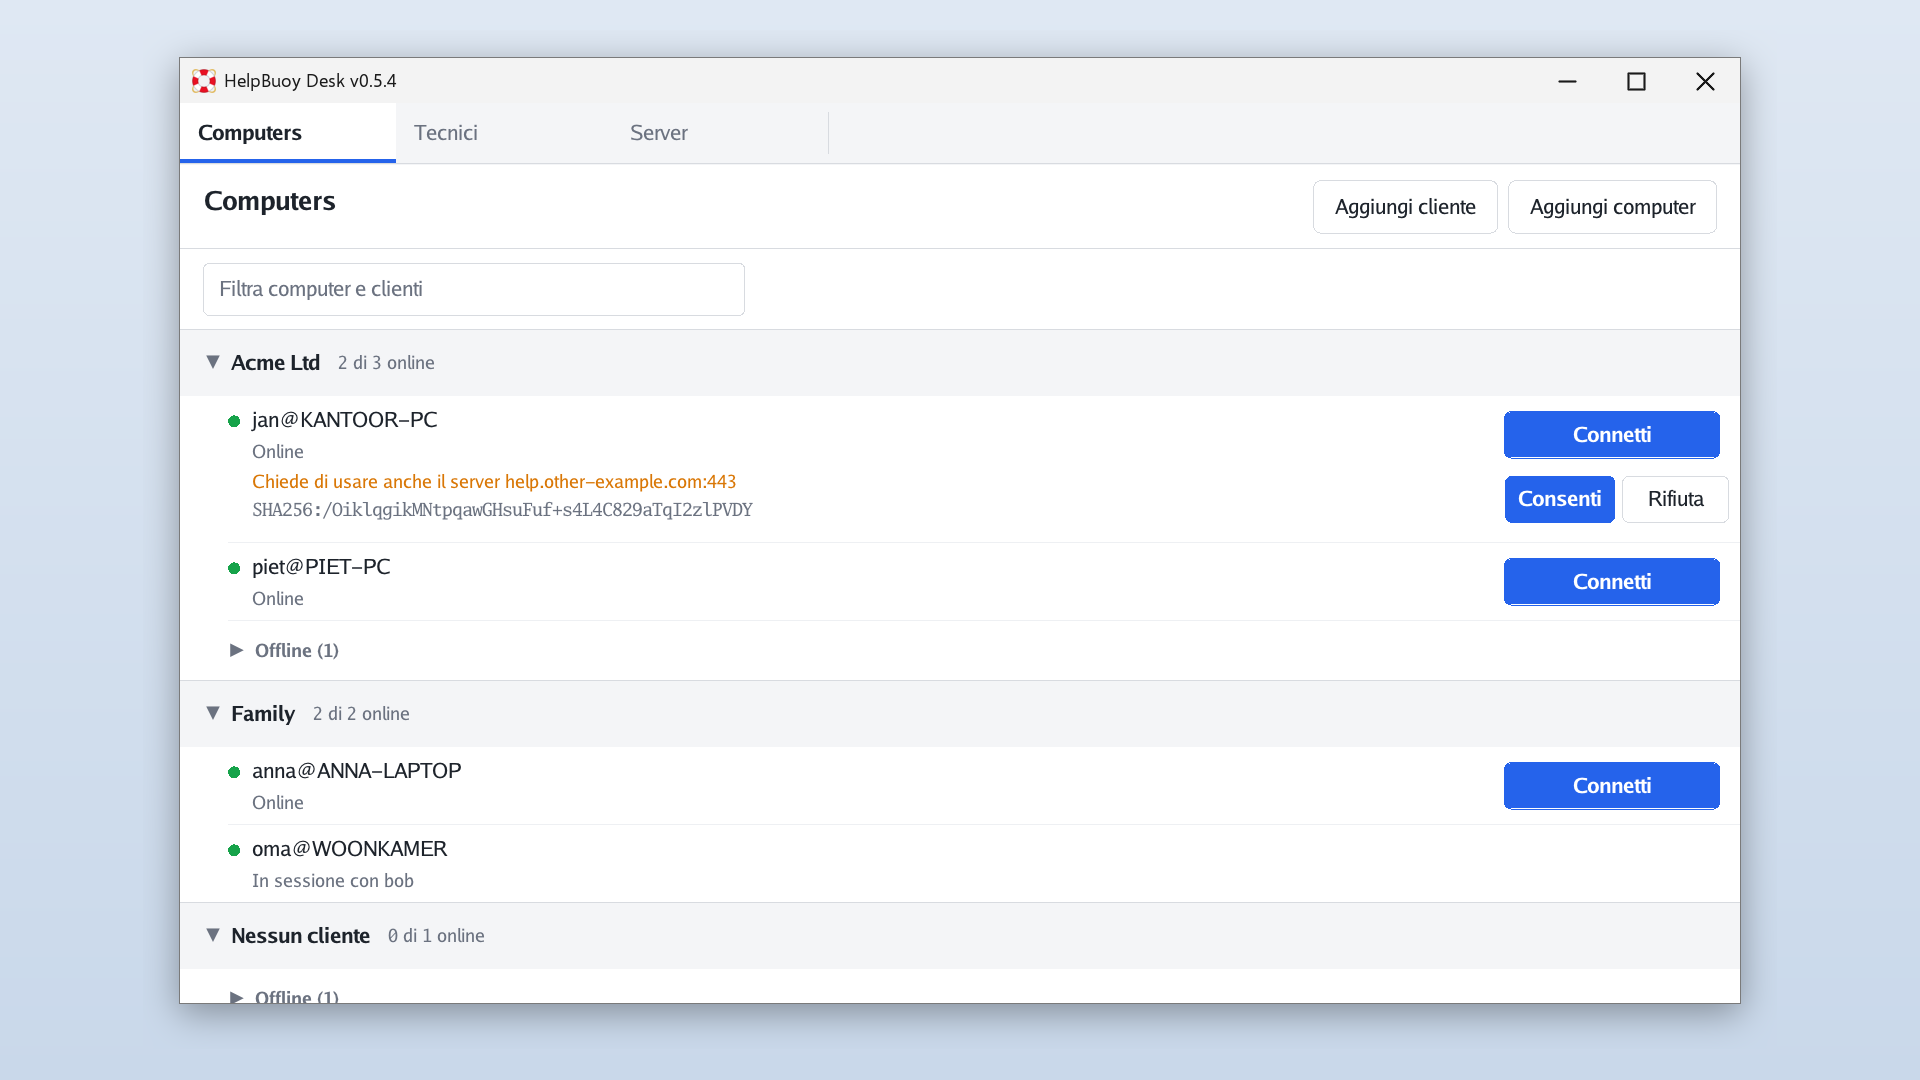 HelpBuoy Desk v0.5.4
Computers
Tecnici
Server
Computers
Aggiungi cliente
Aggiungi computer
Filtra computer e clienti
Acme Ltd 2 di 3 online
jan@KANTOOR-PC
Online
Connetti
Chiede di usare anche il server help.other-example.com:443
SHA256:/OiklqgikMNtpqawGHsuFuf+s4L4C829aTqI2zlPVDY
Consenti
Rifiuta
piet@PIET-PC
Online
Connetti
Offline (1)
Family 2 di 2 online
anna@ANNA-LAPTOP
Online
Connetti
oma@WOONKAMER
In sessione con bob
Nessun cliente 0 di 1 online
Offline (1)